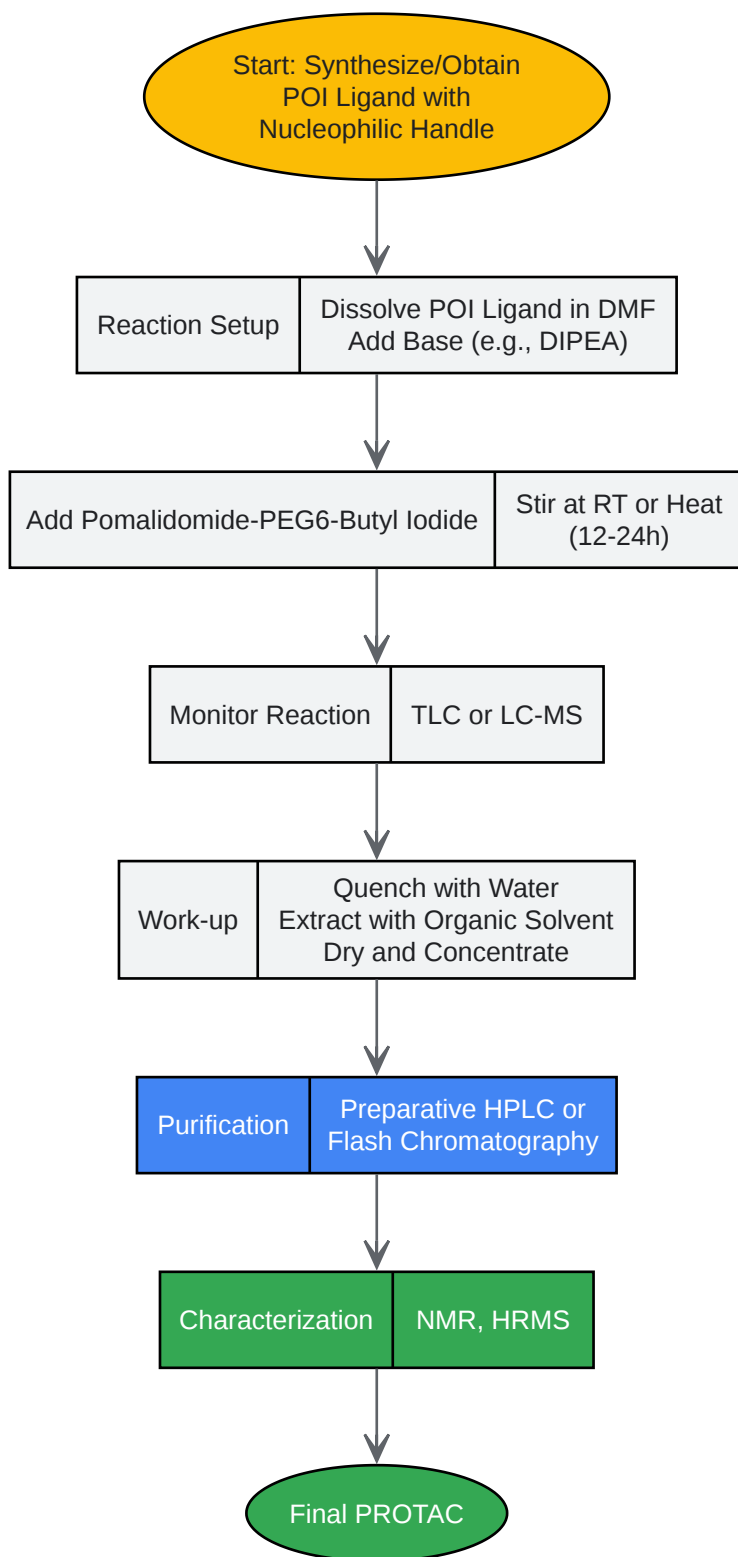 Start: Synthesize/Obtain
POI Ligand with
Nucleophilic Handle
Reaction Setup
Dissolve POI Ligand in DMF
Add Base (e.g., DIPEA)
Add Pomalidomide-PEG6-Butyl Iodide
Stir at RT or Heat
(12-24h)
Monitor Reaction
TLC or LC-MS
Work-up
Quench with Water
Extract with Organic Solvent
Dry and Concentrate
Purification
Preparative HPLC or
Flash Chromatography
Characterization
NMR, HRMS
Final PROTAC